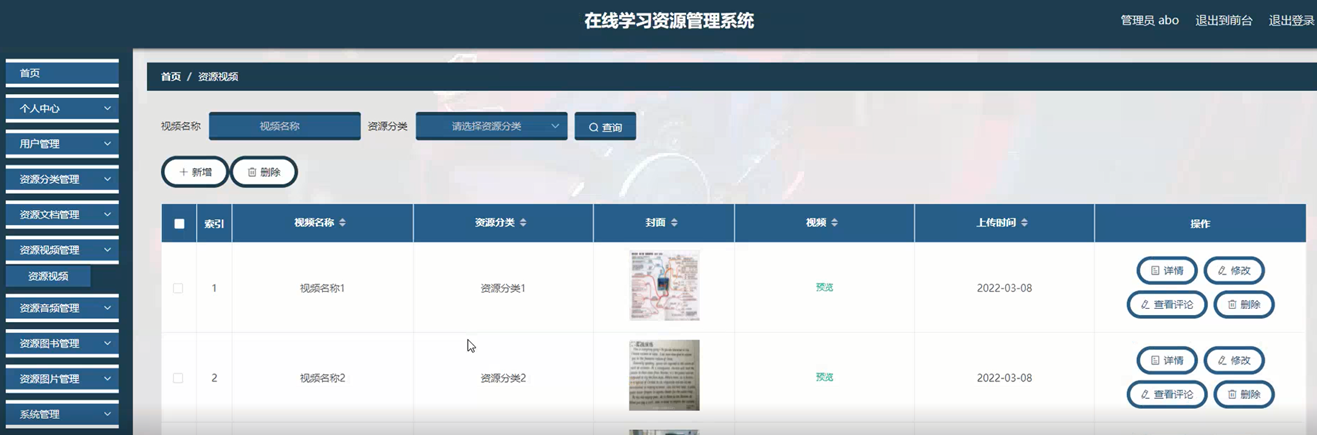 在线学习资源管理系统
管理员 abo 退出到前台 退出登录
首页
个人中心
用户管理
资源分类管理
资源文档管理
资源视频管理
资源视频
资源音频管理
资源图书管理
资源图片管理
系统管理
首页 / 资源视频
视频名称 视频名称 资源分类 请选择资源分类 查询
新增 删除
索引 视频名称 资源分类 封面 视频 上传时间 操作
1 视频名称1 资源分类1 预览 2022-03-08 详情 修改
查看评论 删除
2 视频名称2 资源分类2 预览 2022-03-08 详情 修改
查看评论 删除